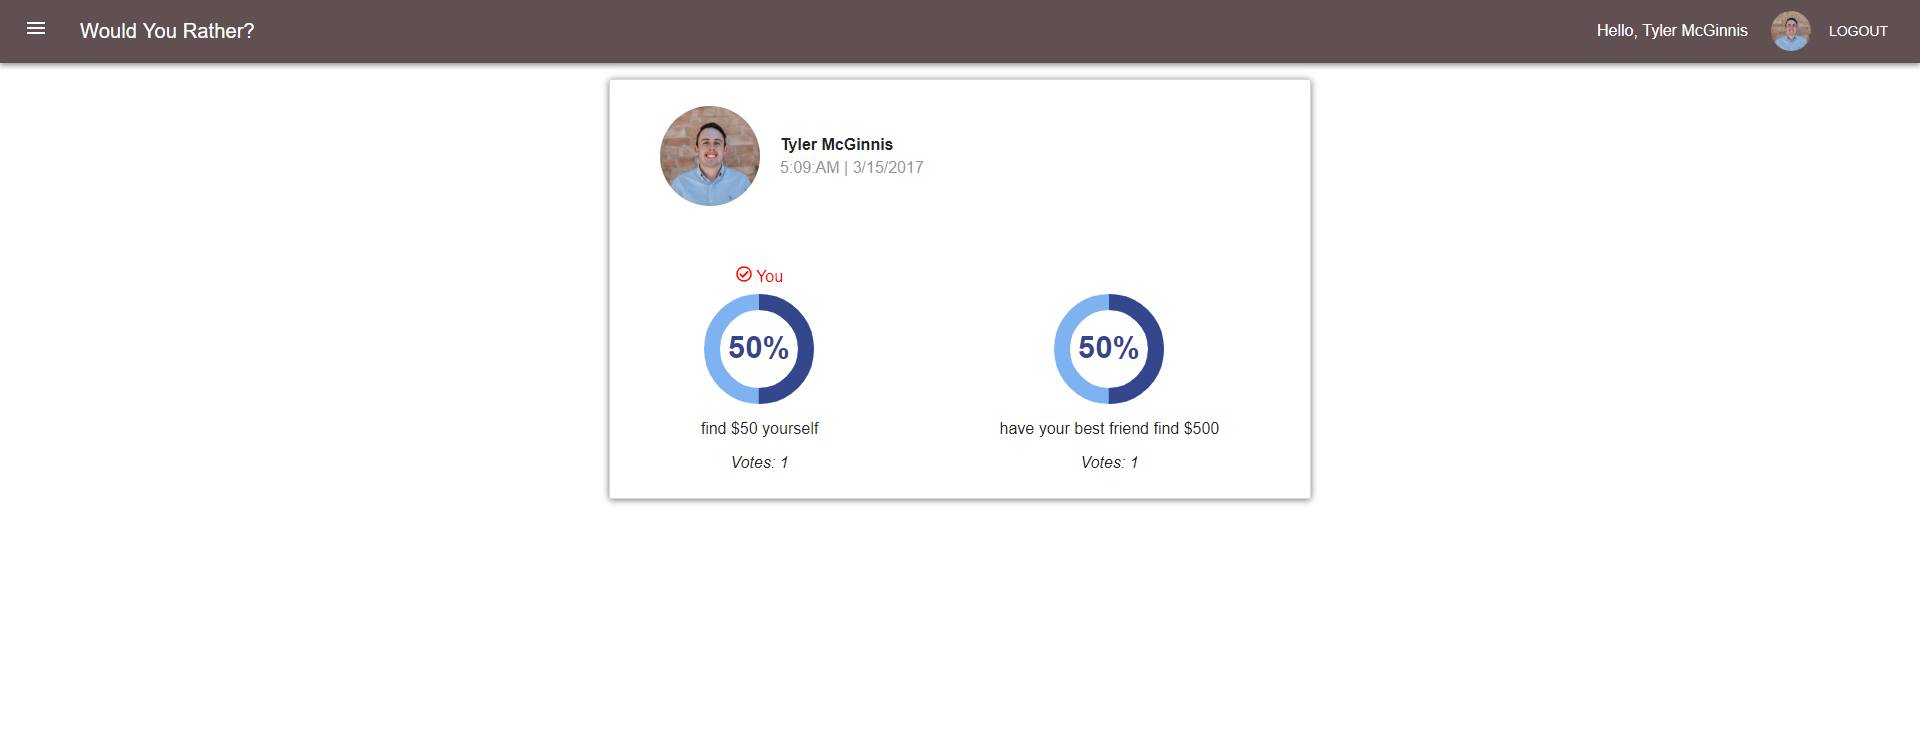 Would You Rather?
Hello, Tyler McGinnis
LOGOUT
Tyler McGinnis
5:09:AM | 3/15/2017
You
50%
50%
find $50 yourself
have your best friend find $500
Votes: 1
Votes: 1